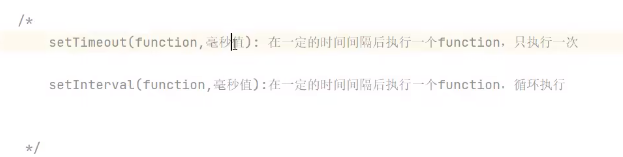 /*
setTimeout(function,毫秒值): 在一定的时间间隔后执行一个function，只执行一次
setInterval(function,毫秒值):在一定的时间间隔后执行一个function，循环执行
*/